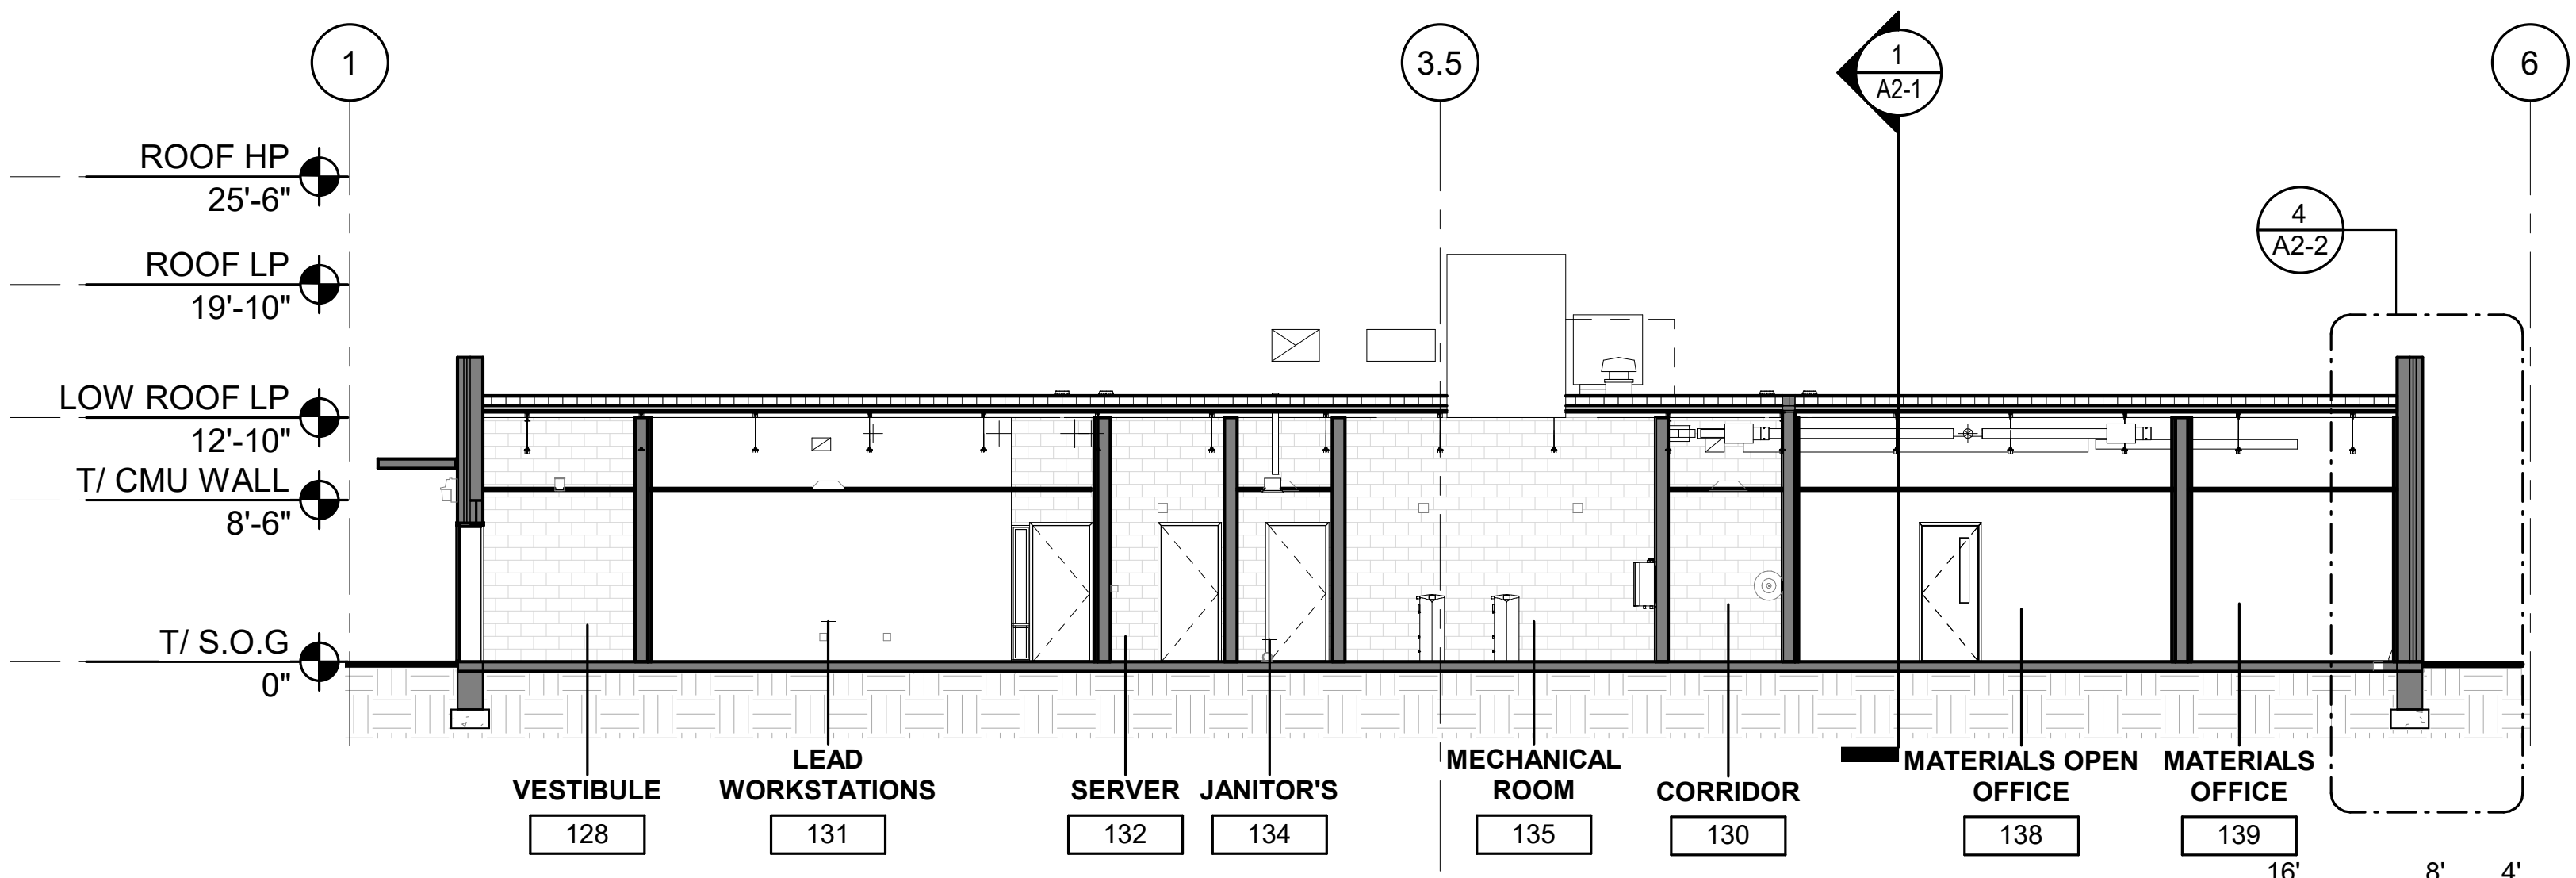 1
3.5
1
A2-1
6
ROOF HP
25'-6"
4
A2-2
ROOF LP
19'-10"
LOW ROOF LP
12'-10"
T/ CMU WALL
8'-6"
T/ S.O.G
0"
VESTIBULE
128
LEAD
WORKSTATIONS
131
SERVER
132
JANITOR'S
134
MECHANICAL
ROOM
135
CORRIDOR
130
MATERIALS OPEN
OFFICE
138
MATERIALS
OFFICE
139
16' 8' 4'